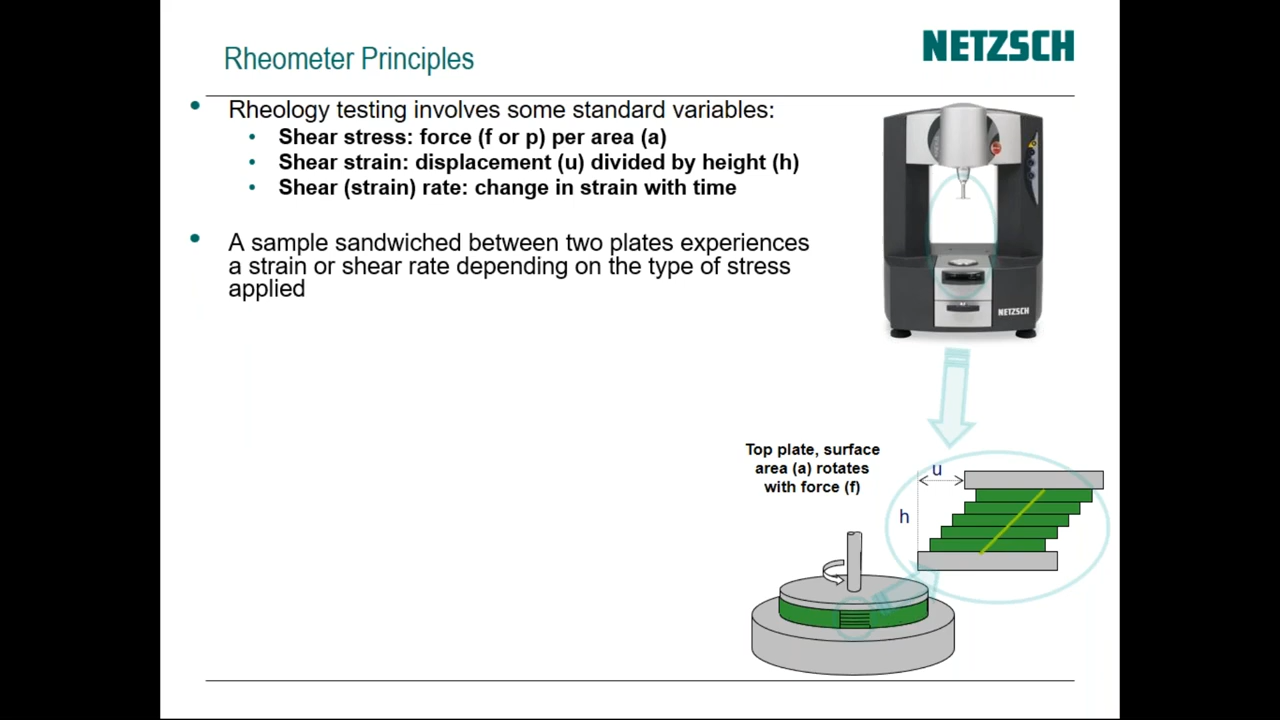 Rheometer Principles
NETZSCH
• Rheology testing involves some standard variables:
• Shear stress: force (f or p) per area (a)
• Shear strain: displacement (u) divided by height (h)
• Shear (strain) rate: change in strain with time
• A sample sandwiched between two plates experiences
a strain or shear rate depending on the type of stress
applied
NETZSCH
Top plate, surface
area (a) rotates
with force (f)
u
h